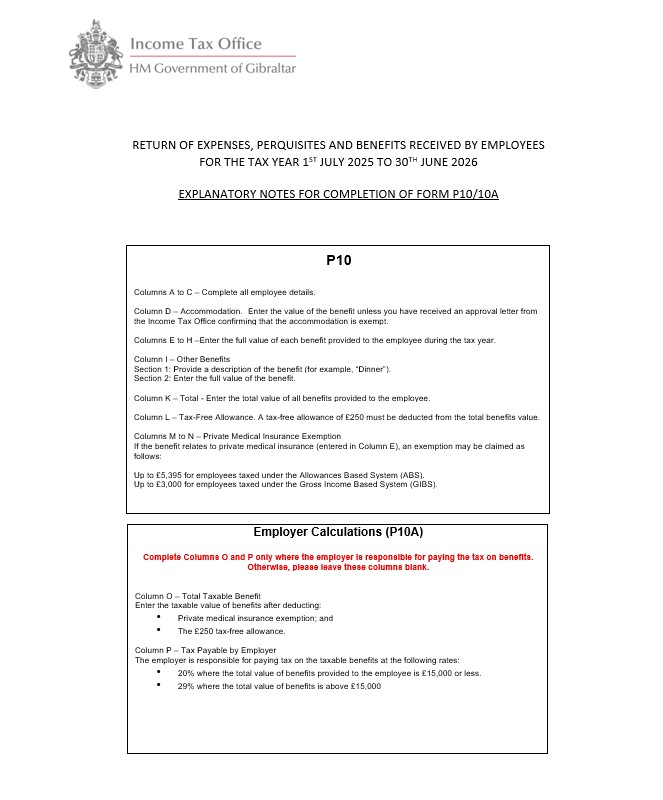 Income Tax Office
HM Government of Gibraltar
RETURN OF EXPENSES, PERQUISITES AND BENEFITS RECEIVED BY EMPLOYEES
FOR THE TAX YEAR 1ST JULY 2025 TO 30TH JUNE 2026
EXPLANATORY NOTES FOR COMPLETION OF FORM P10/10A
P10
Columns A to C – Complete all employee details.
Column D – Accommodation. Enter the value of the benefit unless you have received an approval letter from
the Income Tax Office confirming that the accommodation is exempt.
Columns E to H –Enter the full value of each benefit provided to the employee during the tax year.
Column I – Other Benefits
Section 1: Provide a description of the benefit (for example, “Dinner”).
Section 2: Enter the full value of the benefit.
Column K – Total - Enter the total value of all benefits provided to the employee.
Column L – Tax-Free Allowance. A tax-free allowance of £250 must be deducted from the total benefits value.
Columns M to N – Private Medical Insurance Exemption
If the benefit relates to private medical insurance (entered in Column E), an exemption may be claimed as
follows:
Up to £5,395 for employees taxed under the Allowances Based System (ABS).
Up to £3,000 for employees taxed under the Gross Income Based System (GIBS).
Employer Calculations (P10A)
Complete Columns O and P only where the employer is responsible for paying the tax on benefits.
Otherwise, please leave these columns blank.
Column O – Total Taxable Benefit
Enter the taxable value of benefits after deducting:
• Private medical insurance exemption; and
• The £250 tax-free allowance.
Column P – Tax Payable by Employer
The employer is responsible for paying tax on the taxable benefits at the following rates:
• 20% where the total value of benefits provided to the employee is £15,000 or less.
• 29% where the total value of benefits is above £15,000